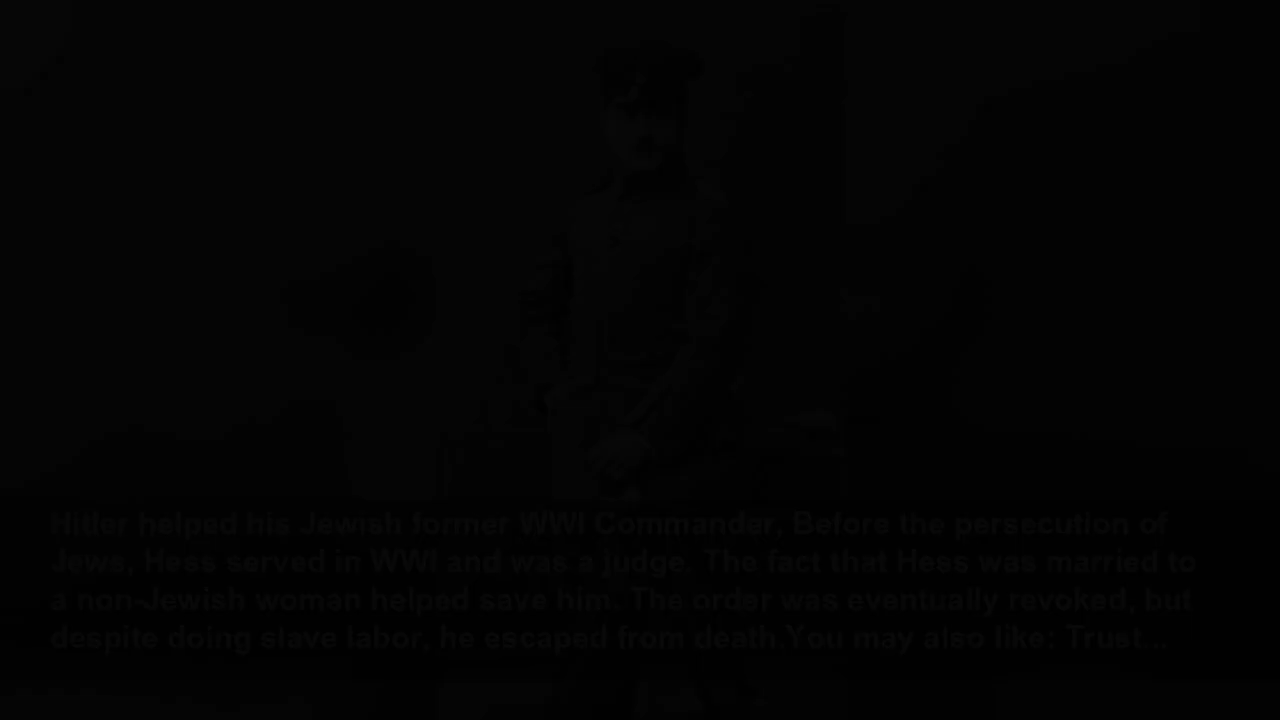 Hitler helped his Jewish former WWI Commander. Before the persecution of
Jews, Hess served in WWI and was a judge. The fact that Hess was married to
a non-Jewish woman helped save him. The order was eventually revoked, but
despite doing slave labor, he escaped from death.You may also like: Trust...